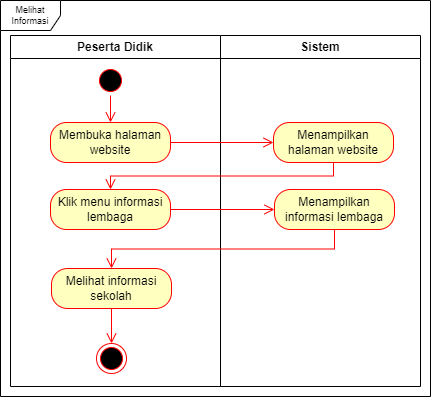 Melihat
Informasi
Peserta Didik
Sistem
Membuka halaman
website
Menampilkan
halaman website
Klik menu informasi
lembaga
Menampilkan
informasi lembaga
Melihat informasi
sekolah